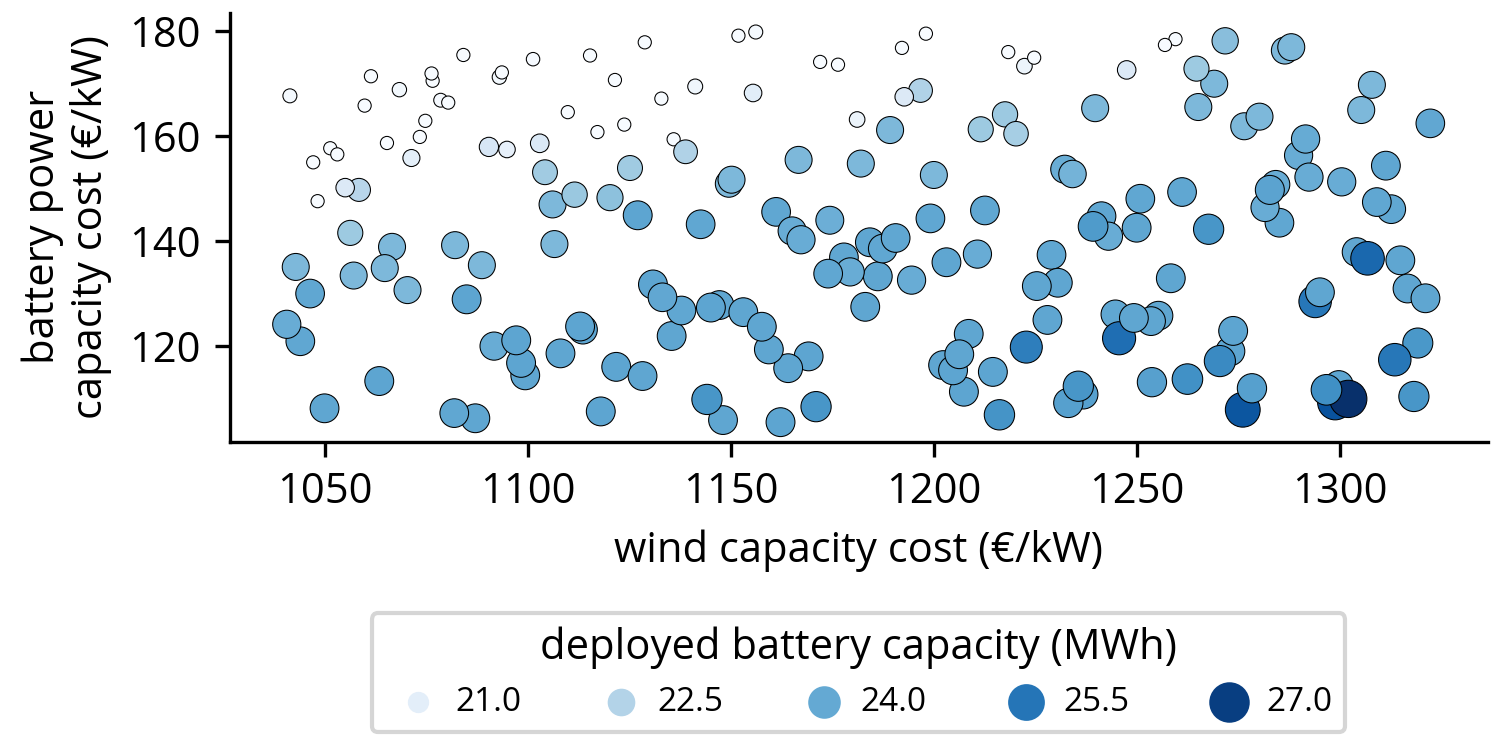 battery power
capacity cost (€/kW)
180
160
140
120
1050 1100 1150 1200 1250 1300
wind capacity cost (€/kW)
deployed battery capacity (MWh)
21.0 22.5 24.0 25.5 27.0